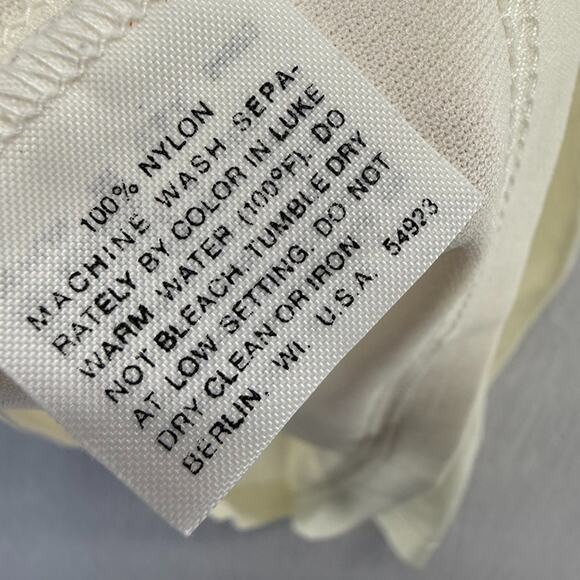 100% NYLON
MACHINE WASH SEPA-
RATELY BY COLOR IN LUKE
WARM WATER (100°F). DO
NOT BLEACH. TUMBLE DRY
AT LOW SETTING. DO NOT
DRY CLEAN OR IRON
BERLIN, WI. U.S.A. 54923